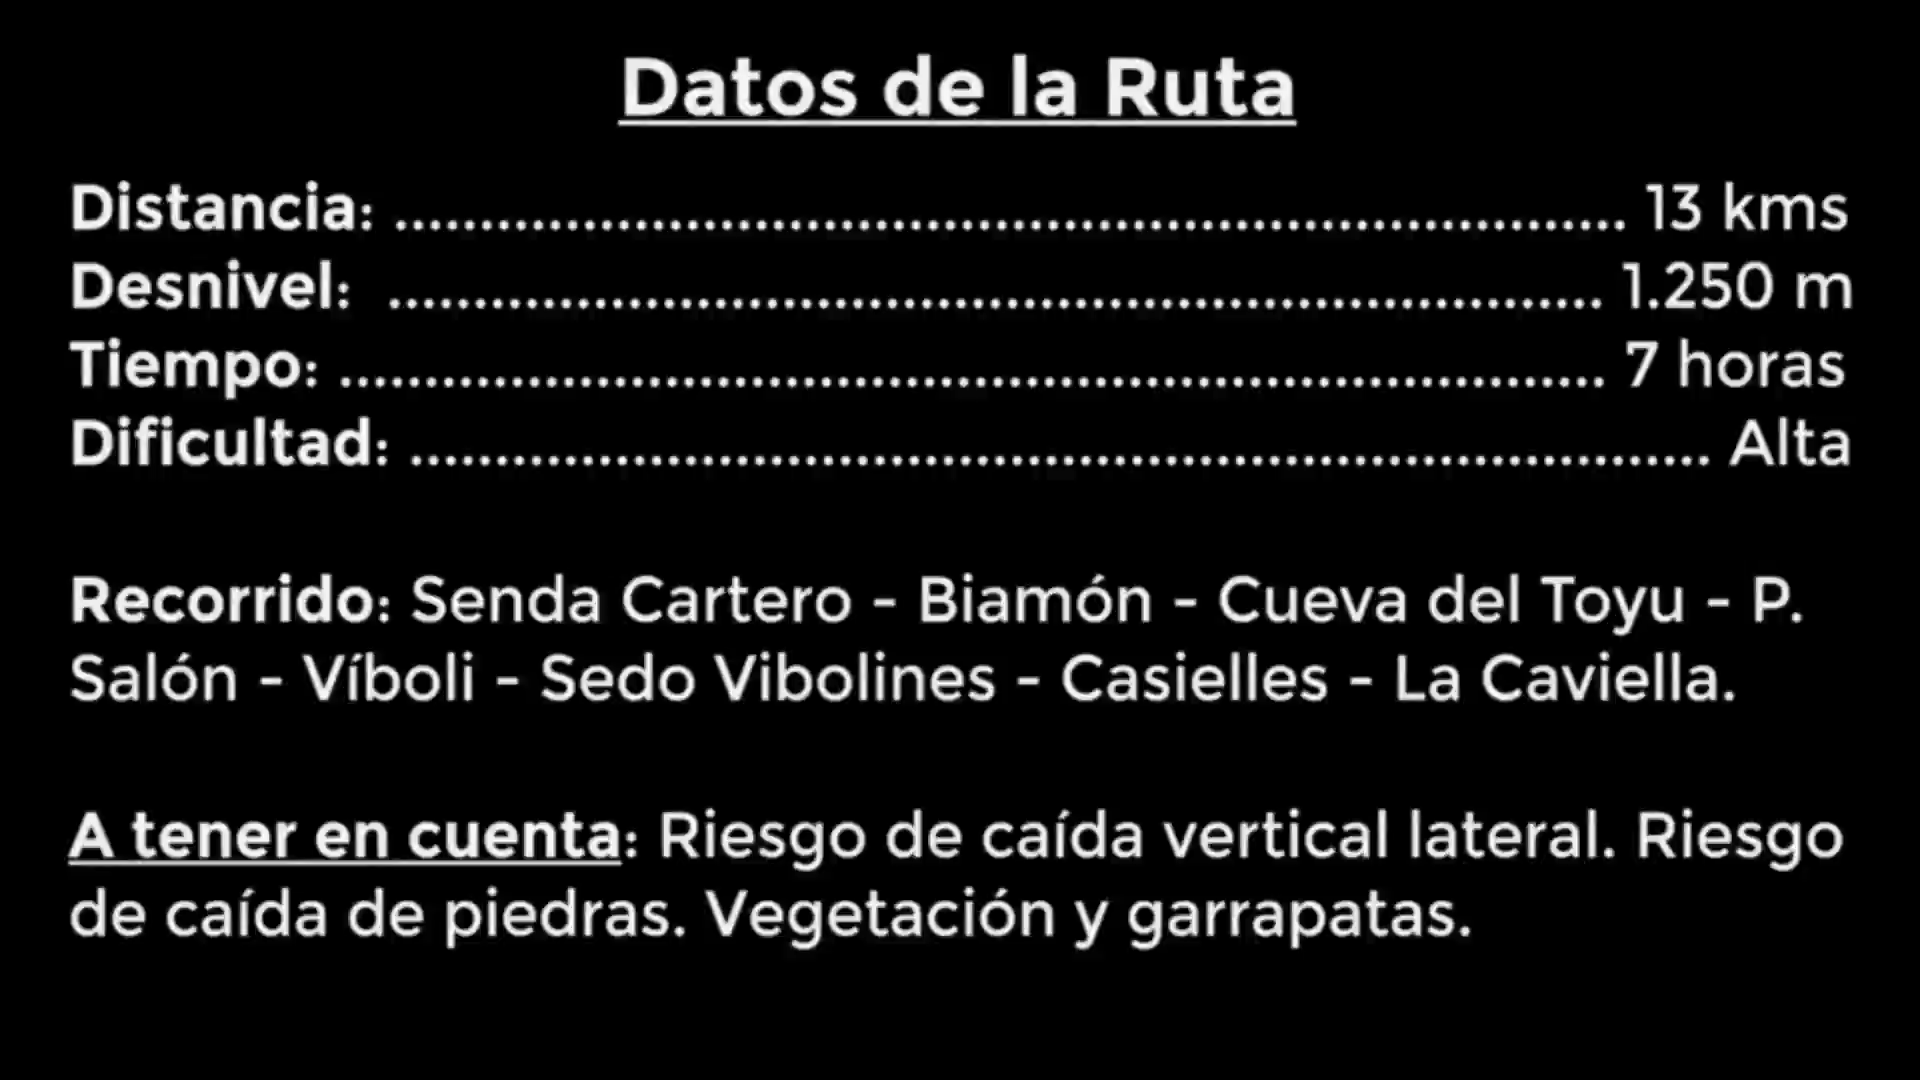 Datos de la Ruta
Distancia: ........................................................................ 13 kms
Desnivel: ....................................................................... 1.250 m
Tiempo: .......................................................................... 7 horas
Dificultad: ............................................................................ Alta
Recorrido: Senda Cartero - Biamón - Cueva del Toyu - P.
Salón - Víboli - Sedo Vibolines - Casielles - La Caviella.
A tener en cuenta: Riesgo de caída vertical lateral. Riesgo
de caída de piedras. Vegetación y garrapatas.